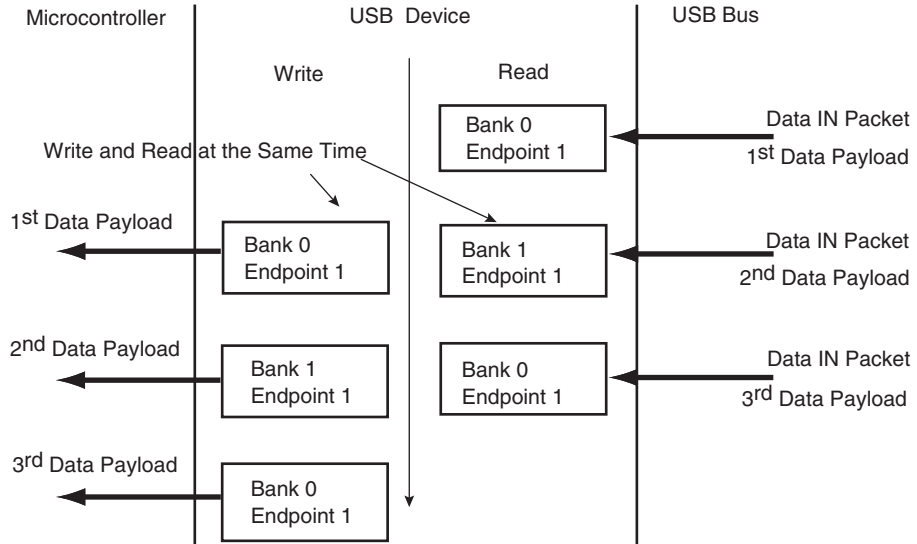 Microcontroller
USB Device
USB Bus
Write
Read
Bank 0
Endpoint 1
Data IN Packet
1st Data Payload
Write and Read at the Same Time
1st Data Payload
Bank 0
Endpoint 1
Bank 1
Endpoint 1
Data IN Packet
2nd Data Payload
2nd Data Payload
Bank 1
Endpoint 1
Bank 0
Endpoint 1
Data IN Packet
3rd Data Payload
3rd Data Payload
Bank 0
Endpoint 1